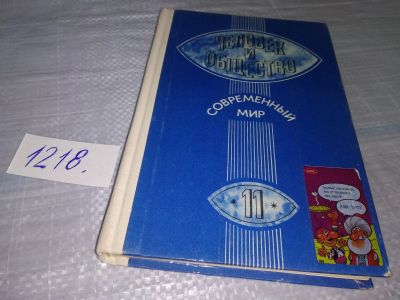 ЧЕЛОВЕК
И
ОБЩЕСТВО
СОВРЕМЕННЫЙ
МИР
1218.
11